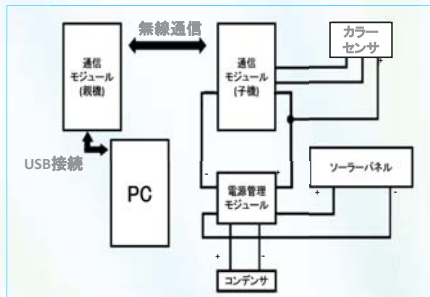 無線通信
通信
モジュール
(親機)
通信
モジュール
(子機)
カラー
センサ
+
USB接続
PC
-
+
電源管理
モジュール
ソーラーパネル
+
-
+
-
コンデンサ